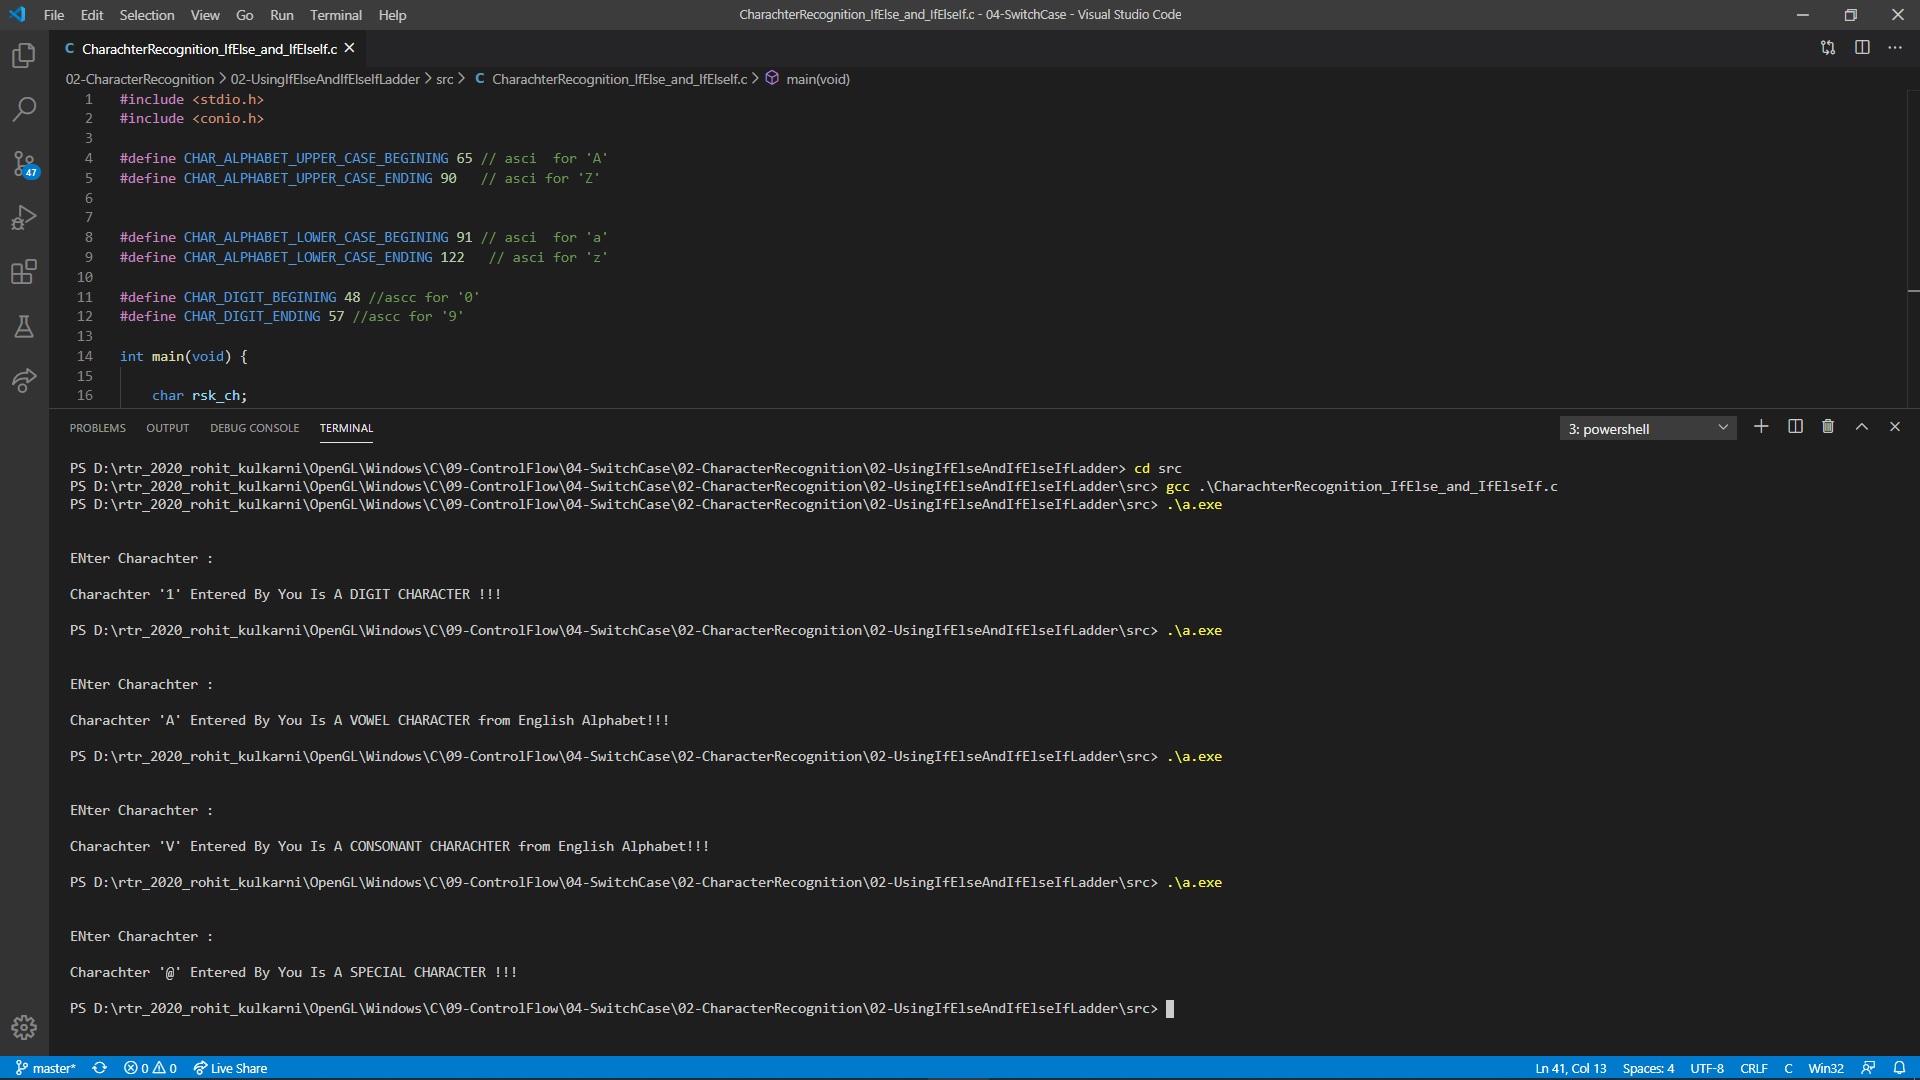 File Edit Selection View Go Run Terminal Help
CharachterRecognition_IfElse_and_IfElseIf.c - 04-SwitchCase - Visual Studio Code
C CharachterRecognition_IfElse_and_IfElseIf.c
02-CharacterRecognition > 02-UsingIfElseAndIfElseIfLadder > src > C CharachterRecognition_IfElse_and_IfElseIf.c > main(void)
1 #include <stdio.h>
2 #include <conio.h>
3
4 #define CHAR_ALPHABET_UPPER_CASE_BEGINING 65 // asci  for 'A'
5 #define CHAR_ALPHABET_UPPER_CASE_ENDING 90   // asci for 'Z'
6
7
8 #define CHAR_ALPHABET_LOWER_CASE_BEGINING 91 // asci  for 'a'
9 #define CHAR_ALPHABET_LOWER_CASE_ENDING 122   // asci for 'z'
10
11 #define CHAR_DIGIT_BEGINING 48 //ascc for '0'
12 #define CHAR_DIGIT_ENDING 57 //ascc for '9'
13
14 int main(void) {
15
16     char rsk_ch;
47
PROBLEMS OUTPUT DEBUG CONSOLE TERMINAL
3: powershell
PS D:\rtr_2020_rohit_kulkarni\OpenGL\Windows\C\09-ControlFlow\04-SwitchCase\02-CharacterRecognition\02-UsingIfElseAndIfElseIfLadder> cd src
PS D:\rtr_2020_rohit_kulkarni\OpenGL\Windows\C\09-ControlFlow\04-SwitchCase\02-CharacterRecognition\02-UsingIfElseAndIfElseIfLadder\src> gcc .\CharachterRecognition_IfElse_and_IfElseIf.c
PS D:\rtr_2020_rohit_kulkarni\OpenGL\Windows\C\09-ControlFlow\04-SwitchCase\02-CharacterRecognition\02-UsingIfElseAndIfElseIfLadder\src> .\a.exe
ENter Charachter :
Charachter '1' Entered By You Is A DIGIT CHARACTER !!!
PS D:\rtr_2020_rohit_kulkarni\OpenGL\Windows\C\09-ControlFlow\04-SwitchCase\02-CharacterRecognition\02-UsingIfElseAndIfElseIfLadder\src> .\a.exe
ENter Charachter :
Charachter 'A' Entered By You Is A VOWEL CHARACTER from English Alphabet!!!
PS D:\rtr_2020_rohit_kulkarni\OpenGL\Windows\C\09-ControlFlow\04-SwitchCase\02-CharacterRecognition\02-UsingIfElseAndIfElseIfLadder\src> .\a.exe
ENter Charachter :
Charachter 'V' Entered By You Is A CONSONANT CHARACHTER from English Alphabet!!!
PS D:\rtr_2020_rohit_kulkarni\OpenGL\Windows\C\09-ControlFlow\04-SwitchCase\02-CharacterRecognition\02-UsingIfElseAndIfElseIfLadder\src> .\a.exe
ENter Charachter :
Charachter '@' Entered By You Is A SPECIAL CHARACTER !!!
PS D:\rtr_2020_rohit_kulkarni\OpenGL\Windows\C\09-ControlFlow\04-SwitchCase\02-CharacterRecognition\02-UsingIfElseAndIfElseIfLadder\src>
master* 0 0 Live Share Ln 41, Col 13 Spaces: 4 UTF-8 CRLF C Win32